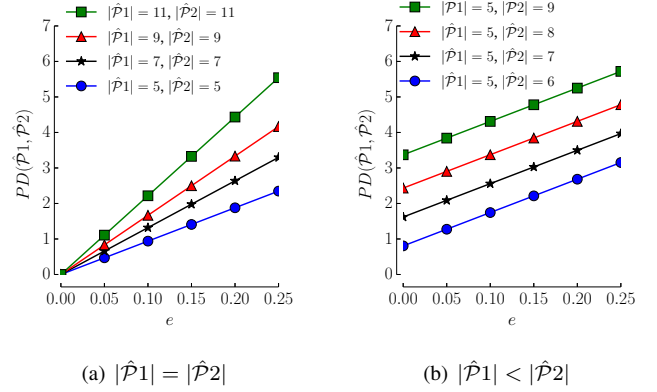 |𝒫̂1| = 11, |𝒫̂2| = 11
|𝒫̂1| = 9, |𝒫̂2| = 9
|𝒫̂1| = 7, |𝒫̂2| = 7
|𝒫̂1| = 5, |𝒫̂2| = 5
PD(𝒫̂1, 𝒫̂2)
7
6
5
4
3
2
1
0
0.00 0.05 0.10 0.15 0.20 0.25
e
(a) |𝒫̂1| = |𝒫̂2|
|𝒫̂1| = 5, |𝒫̂2| = 9
|𝒫̂1| = 5, |𝒫̂2| = 8
|𝒫̂1| = 5, |𝒫̂2| = 7
|𝒫̂1| = 5, |𝒫̂2| = 6
PD(𝒫̂1, 𝒫̂2)
7
6
5
4
3
2
1
0
0.00 0.05 0.10 0.15 0.20 0.25
e
(b) |𝒫̂1| < |𝒫̂2|